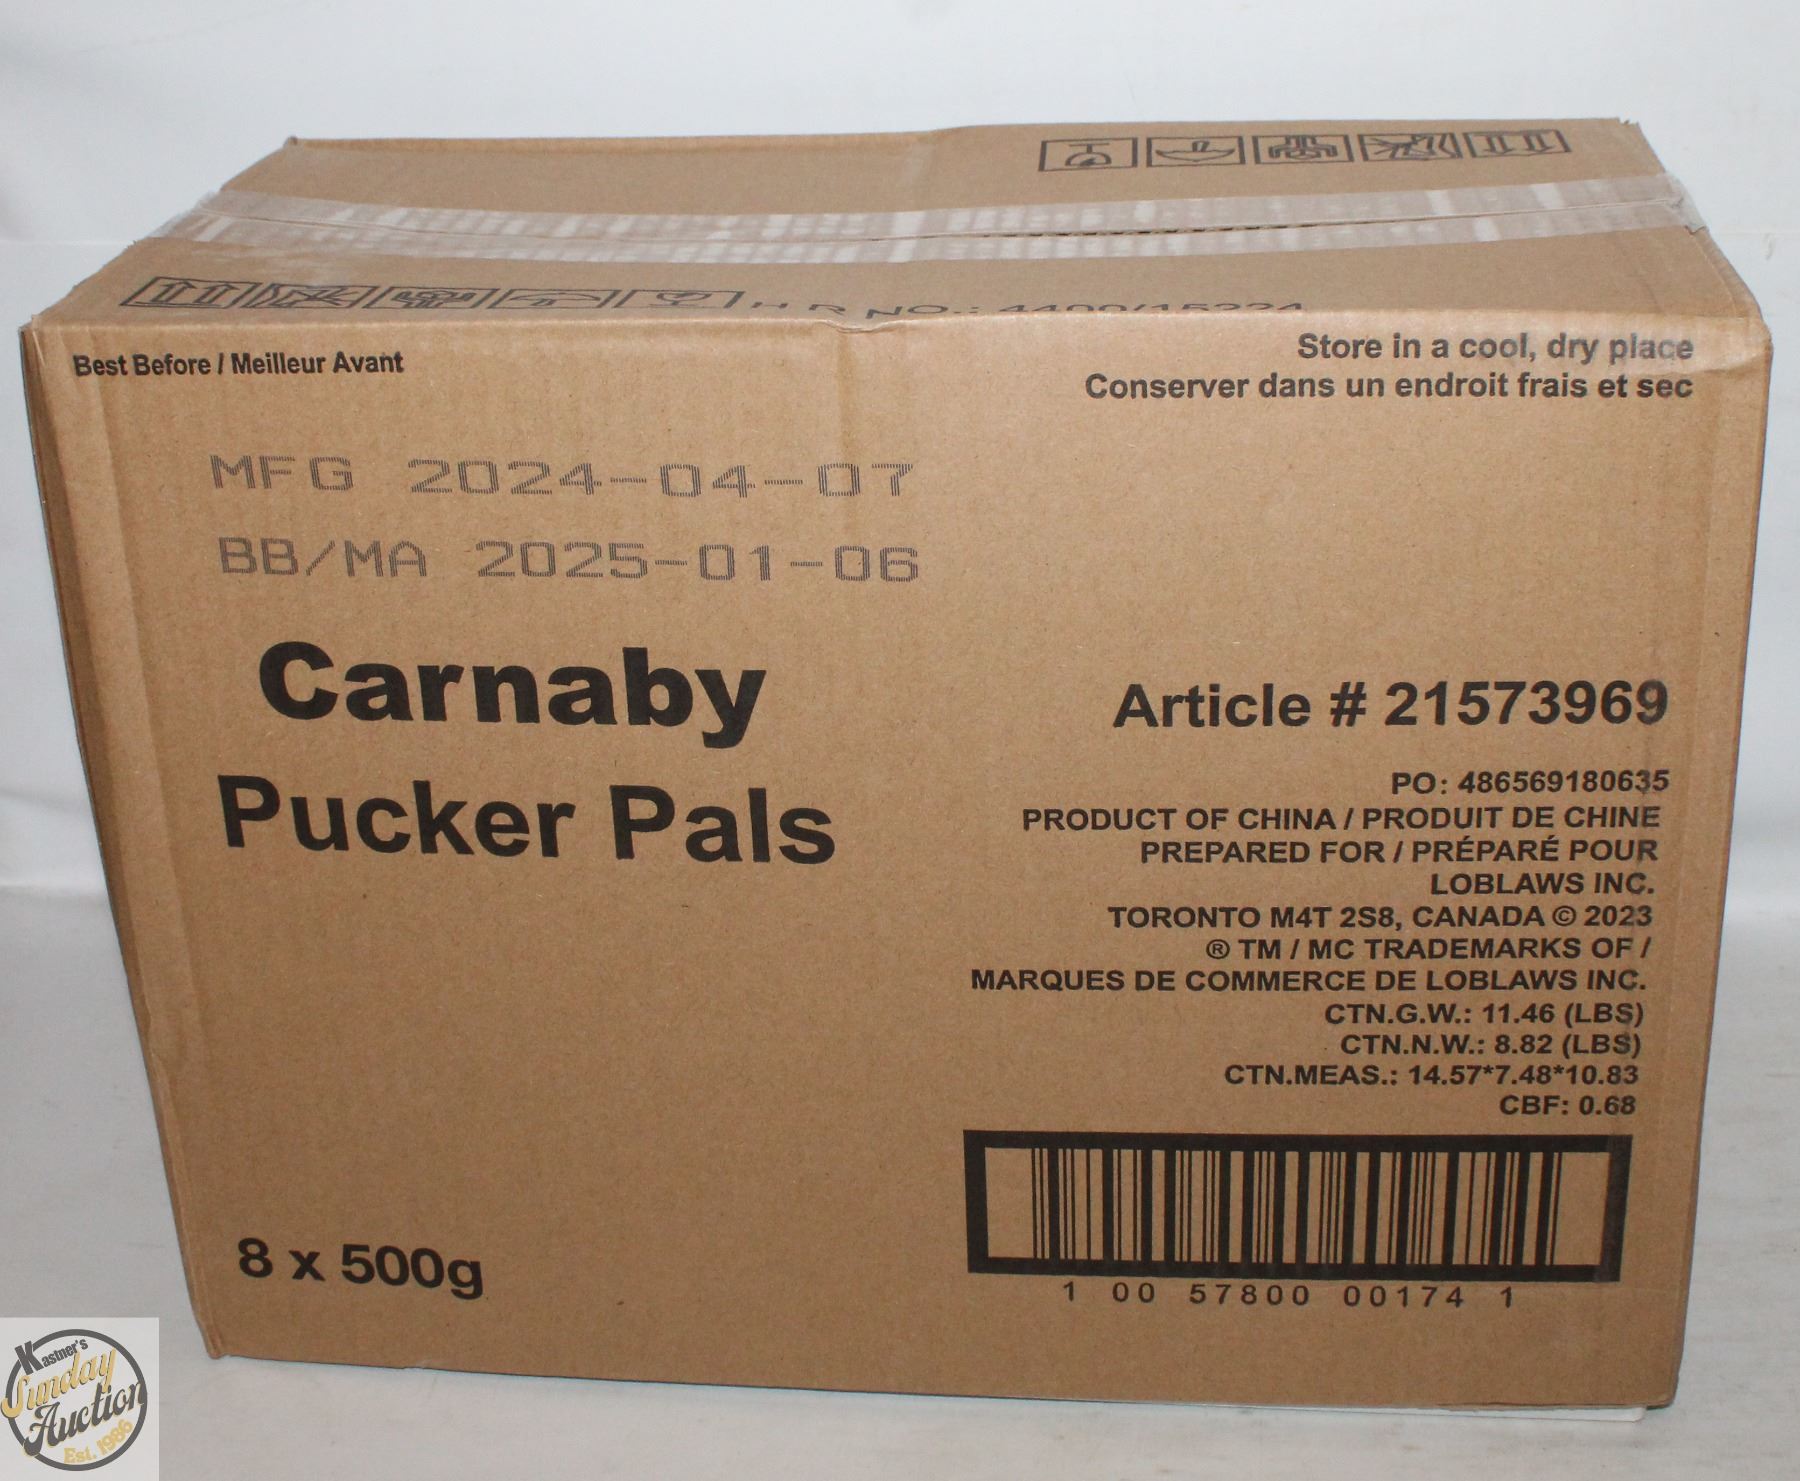 H R NO.: 4400/15224
Best Before / Meilleur Avant
Store in a cool, dry place
Conserver dans un endroit frais et sec
MFG 2024-04-07
BB/MA 2025-01-06
Carnaby
Pucker Pals
8 x 500g
Article # 21573969
PO: 486569180635
PRODUCT OF CHINA / PRODUIT DE CHINE
PREPARED FOR / PRÉPARÉ POUR
LOBLAWS INC.
TORONTO M4T 2S8, CANADA © 2023
® TM / MC TRADEMARKS OF /
MARQUES DE COMMERCE DE LOBLAWS INC.
CTN.G.W.: 11.46 (LBS)
CTN.N.W.: 8.82 (LBS)
CTN.MEAS.: 14.57*7.48*10.83
CBF: 0.68
1 00 57800 00174 1
Kastner's
Sunday
Auction
Est. 1986